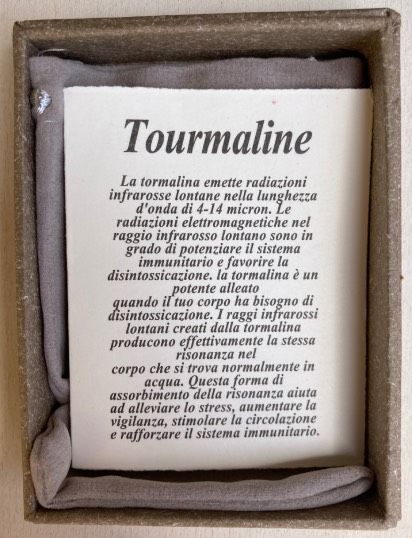 Tourmaline
La tormalina emette radiazioni
infrarosse lontane nella lunghezza
d'onda di 4-14 micron. Le
radiazioni elettromagnetiche nel
raggio infrarosso lontano sono in
grado di potenziare il sistema
immunitario e favorire la
disintossicazione. la tormalina è un
potente alleato
quando il tuo corpo ha bisogno di
disintossicazione. I raggi infrarossi
lontani creati dalla tormalina
producono effettivamente la stessa
risonanza nel
corpo che si trova normalmente in
acqua. Questa forma di
assorbimento della risonanza aiuta
ad alleviare lo stress, aumentare la
vigilanza, stimolare la circolazione
e rafforzare il sistema immunitario.